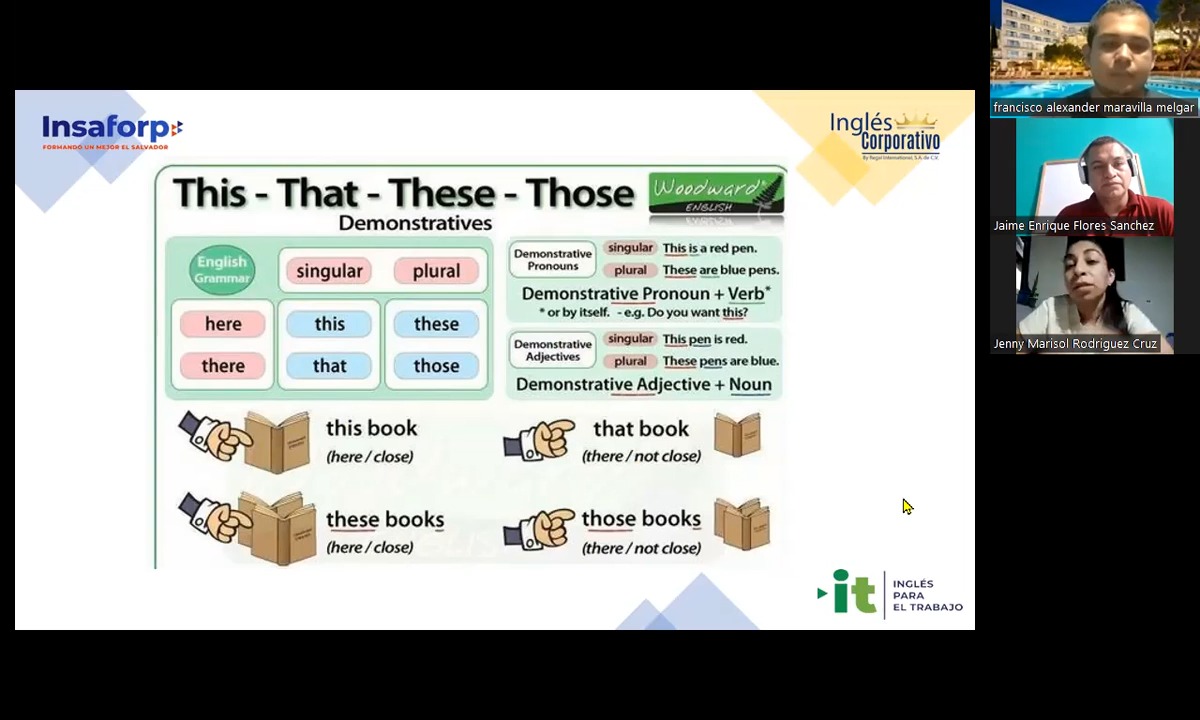 Insaforp
FORMANDO UN MEJOR EL SALVADOR
Inglés
Corporativo
By Regal International, S.A. de C.V.
This - That - These - Those
Demonstratives
Woodward®
ENGLISH
English
Grammar
singular
plural
here
this
these
there
that
those
Demonstrative
Pronouns
singular This is a red pen.
plural These are blue pens.
Demonstrative Pronoun + Verb*
* or by itself. - e.g. Do you want this?
Demonstrative
Adjectives
singular This pen is red.
plural These pens are blue.
Demonstrative Adjective + Noun
this book
(here / close)
that book
(there / not close)
these books
(here / close)
those books
(there / not close)
it
INGLÉS
PARA
EL TRABAJO
francisco alexander maravilla melgar
Jaime Enrique Flores Sanchez
Jenny Marisol Rodriguez Cruz